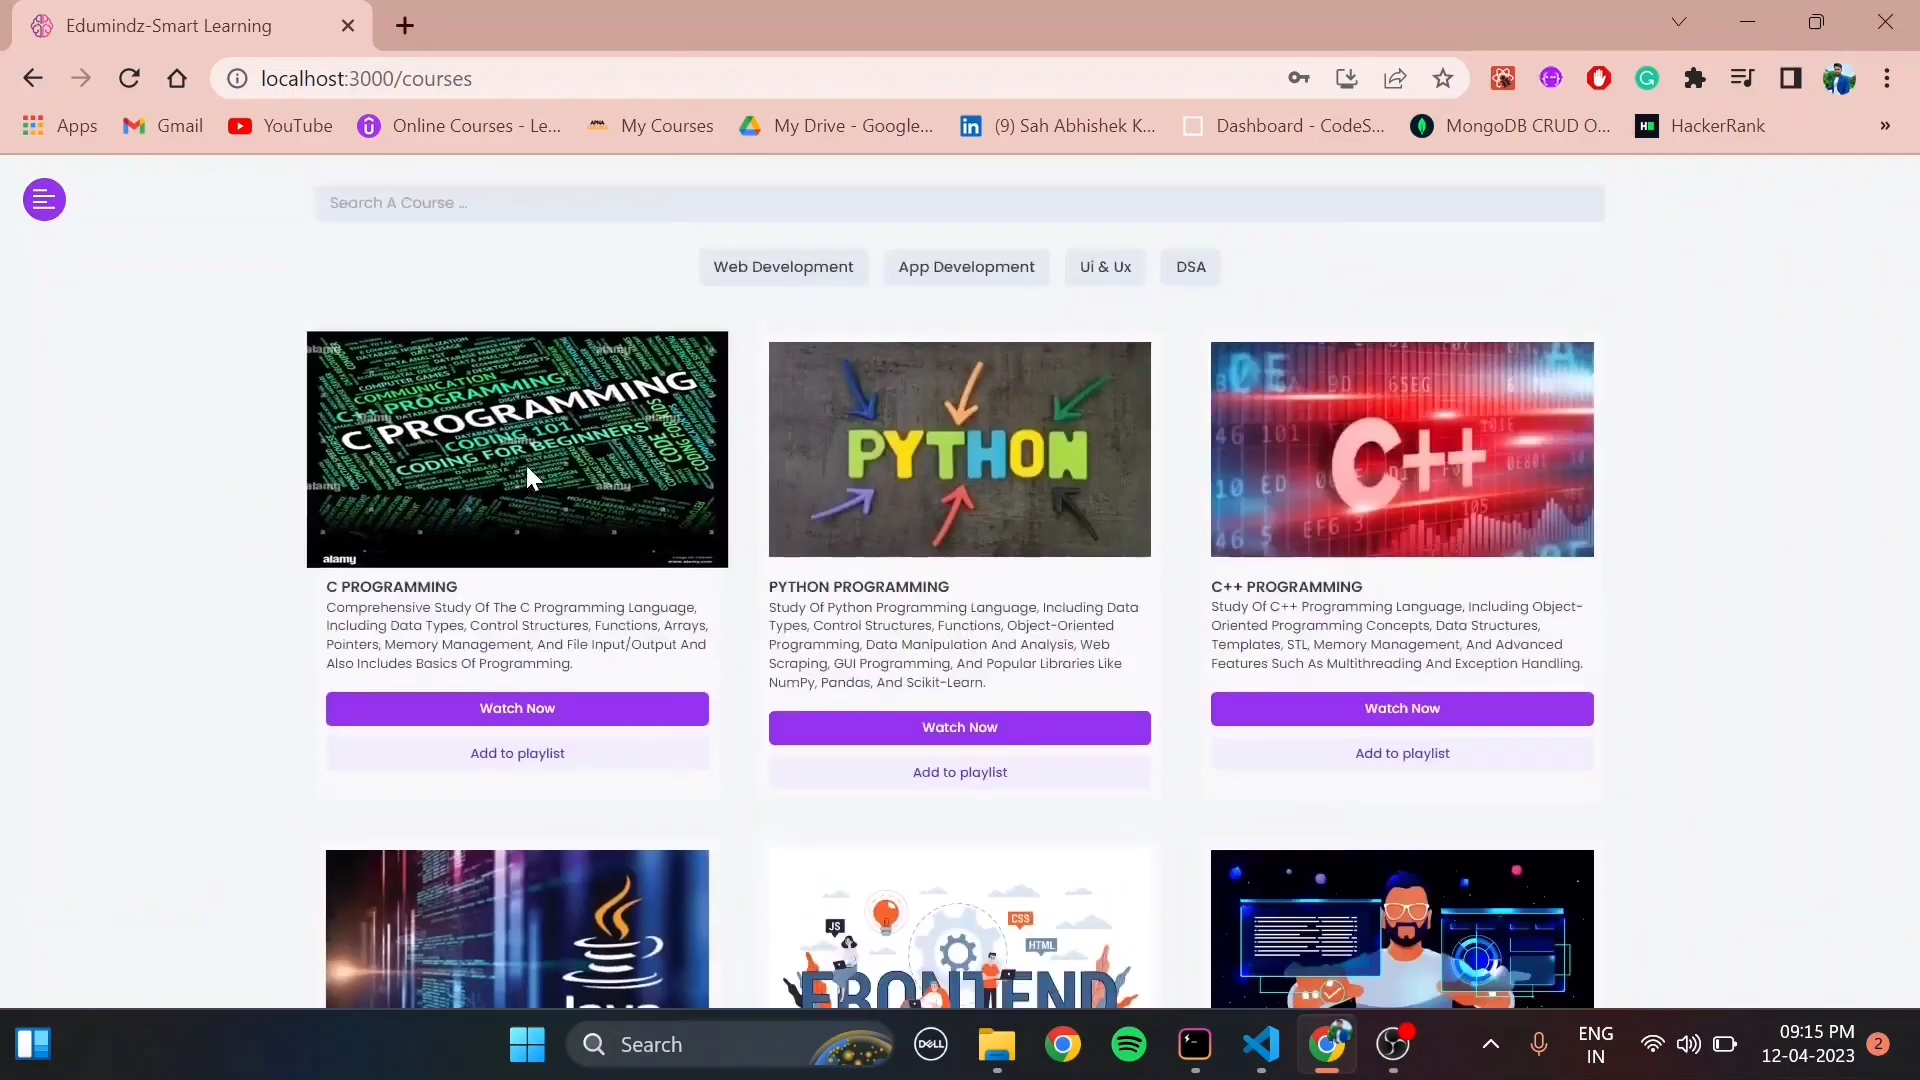 Edumindz-Smart Learning
localhost:3000/courses
Apps
Gmail
YouTube
Online Courses - Le...
APNA
My Courses
My Drive - Google...
(9) Sah Abhishek K...
Dashboard - CodeS...
MongoDB CRUD O...
HackerRank
»
Search A Course ...
Web Development
App Development
Ui & Ux
DSA
COMMUNICATION
C++ PROGRAMMING
C PROGRAMMING
CODING 101
CODING FOR BEGINNERS
alamy
PYTHON
C++
C PROGRAMMING
Comprehensive Study Of The C Programming Language,
Including Data Types, Control Structures, Functions, Arrays,
Pointers, Memory Management, And File Input/Output And
Also Includes Basics Of Programming.
Watch Now
Add to playlist
PYTHON PROGRAMMING
Study Of Python Programming Language, Including Data
Types, Control Structures, Functions, Object-Oriented
Programming, Data Manipulation And Analysis, Web
Scraping, GUI Programming, And Popular Libraries Like
NumPy, Pandas, And Scikit-Learn.
Watch Now
Add to playlist
C++ PROGRAMMING
Study Of C++ Programming Language, Including Object-
Oriented Programming Concepts, Data Structures,
Templates, STL, Memory Management, And Advanced
Features Such As Multithreading And Exception Handling.
Watch Now
Add to playlist
Java
JS
CSS
HTML
FRONTEND
Search
DELL
ENG
IN
09:15 PM
12-04-2023
2